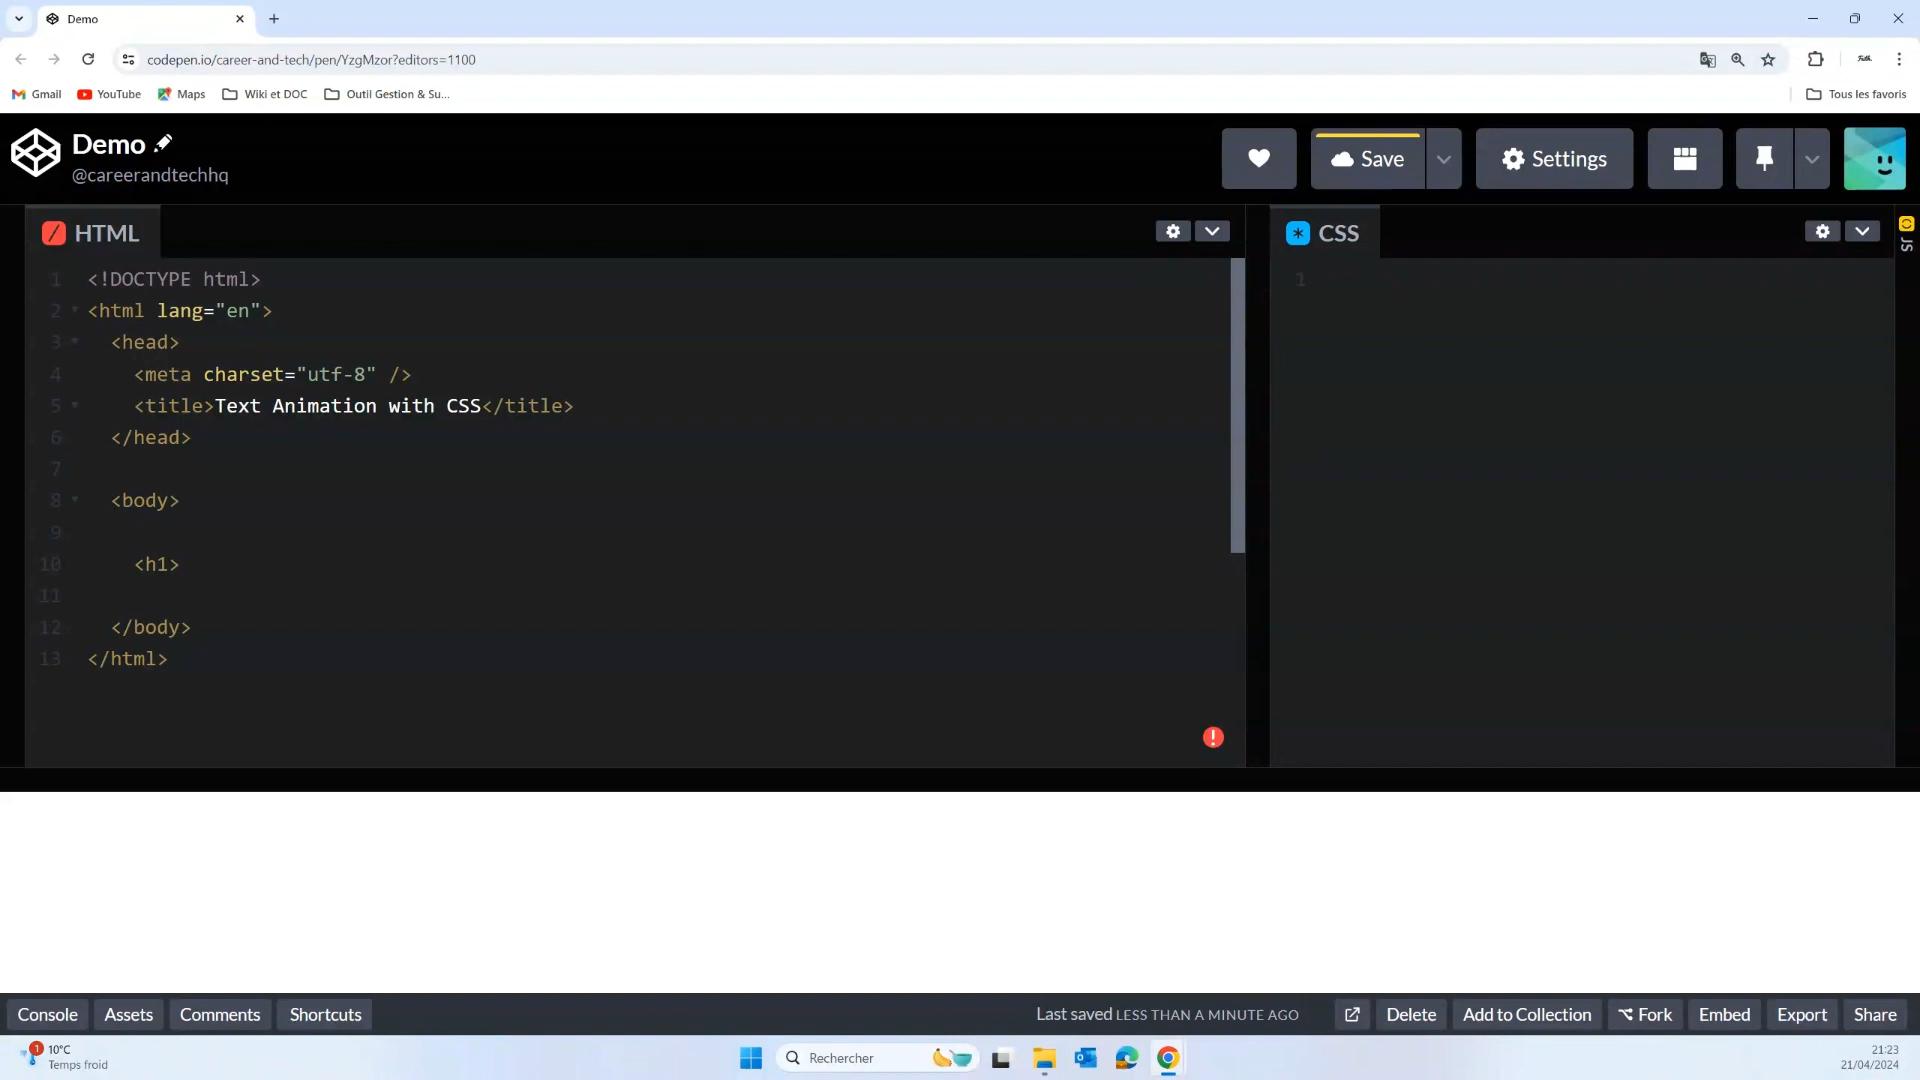 Demo
codepen.io/career-and-tech/pen/YzgMzor?editors=1100
Gmail YouTube Maps Wiki et DOC Outil Gestion & Su... Tous les favoris
Demo
@careerandtechhq
Save Settings
HTML
CSS
JS
1 <!DOCTYPE html>
2 <html lang="en">
3 <head>
4 <meta charset="utf-8" />
5 <title>Text Animation with CSS</title>
6 </head>
7
8 <body>
9
10 <h1>
11
12 </body>
13 </html>
1
Console Assets Comments Shortcuts Last saved LESS THAN A MINUTE AGO Delete Add to Collection Fork Embed Export Share
1 10°C
Temps froid
Rechercher
21:23
21/04/2024